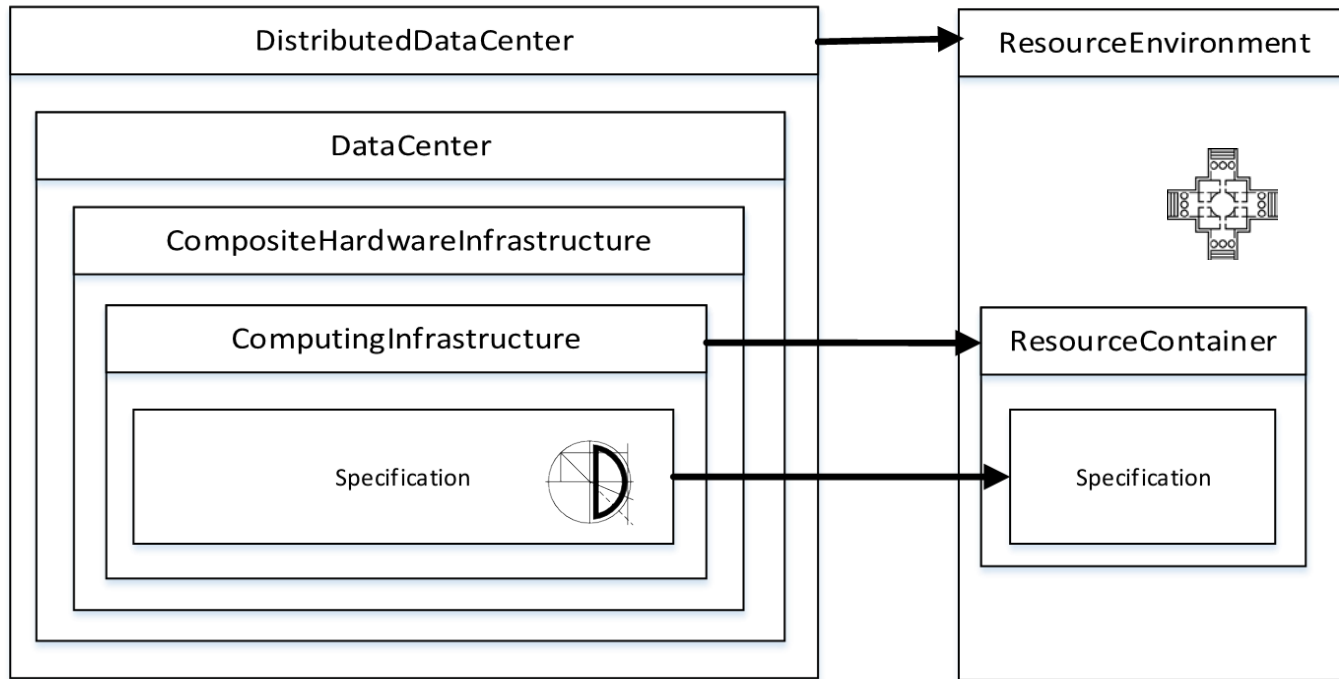 DistributedDataCenter
ResourceEnvironment
DataCenter
CompositeHardwareInfrastructure
ComputingInfrastructure
ResourceContainer
Specification
Specification